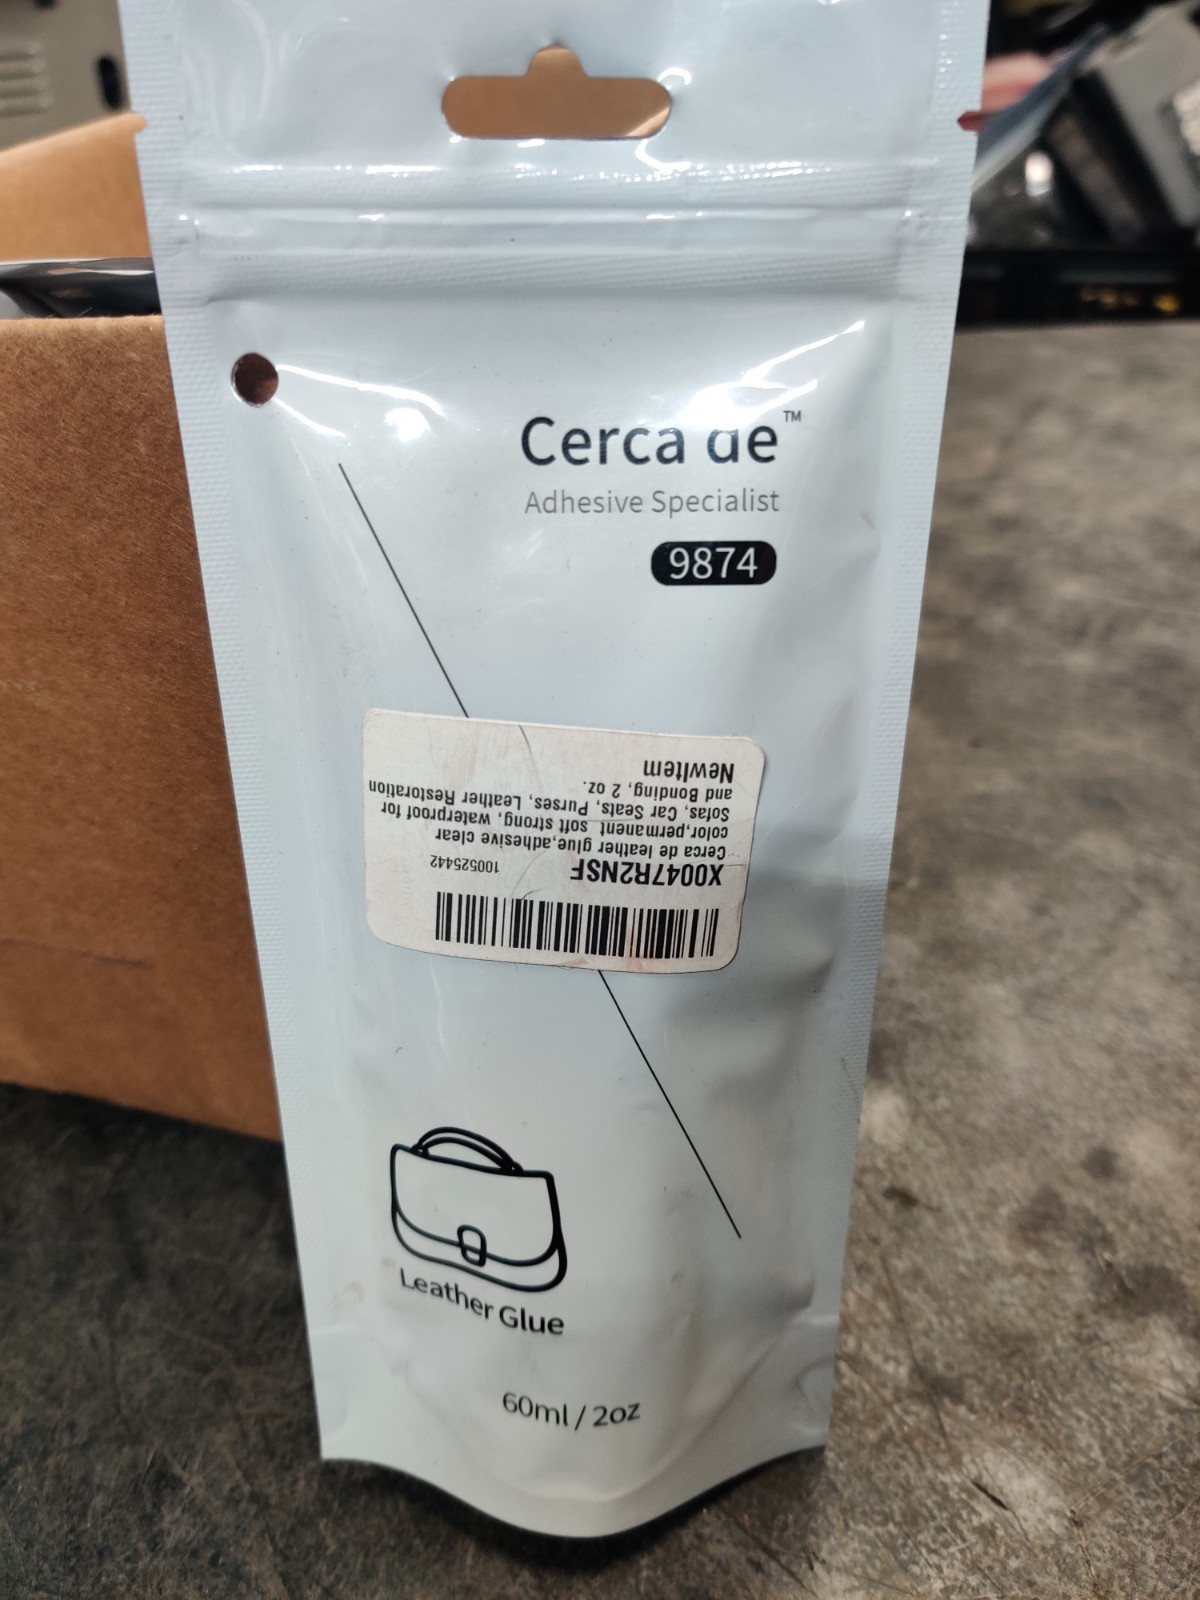 Cerca de™
Adhesive Specialist
9874
X0047R2NSF 100525442
Cerca de leather glue,adhesive clear
color,permanent soft strong, waterproof for
Sofas, Car Seats, Purses, Leather Restoration
and Bonding, 2 oz.
NewItem
Leather Glue
60ml / 2oz